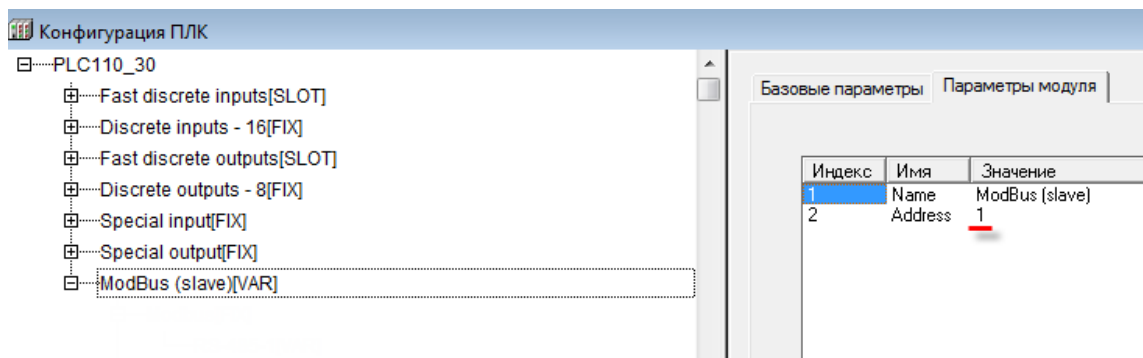 Конфигурация ПЛК
PLC110_30
Fast discrete inputs[SLOT]
Discrete inputs - 16[FIX]
Fast discrete outputs[SLOT]
Discrete outputs - 8[FIX]
Special input[FIX]
Special output[FIX]
ModBus (slave)[VAR]
Базовые параметры Параметры модуля
Индекс Имя Значение
1 Name ModBus (slave)
2 Address 1